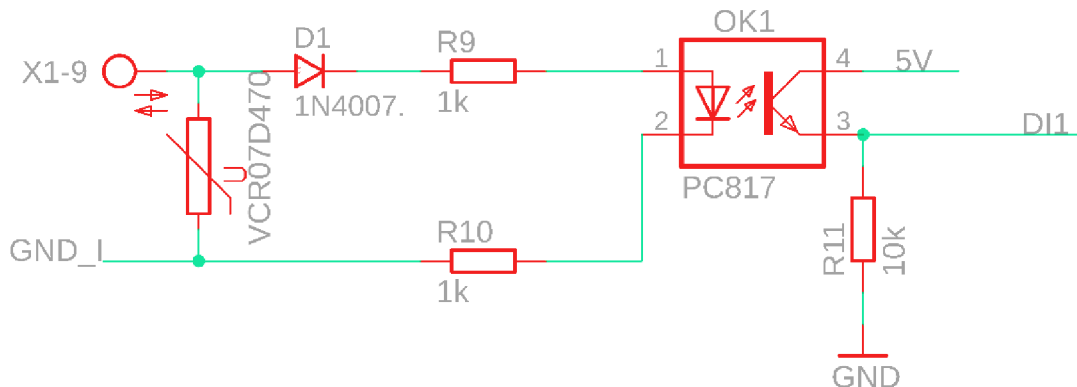 OK1
D1
R9
X1-9
1
4
5V
VCR07D470
1N4007.
1k
U
2
3
DI1
PC817
GND_I
R10
1k
R11
10k
GND